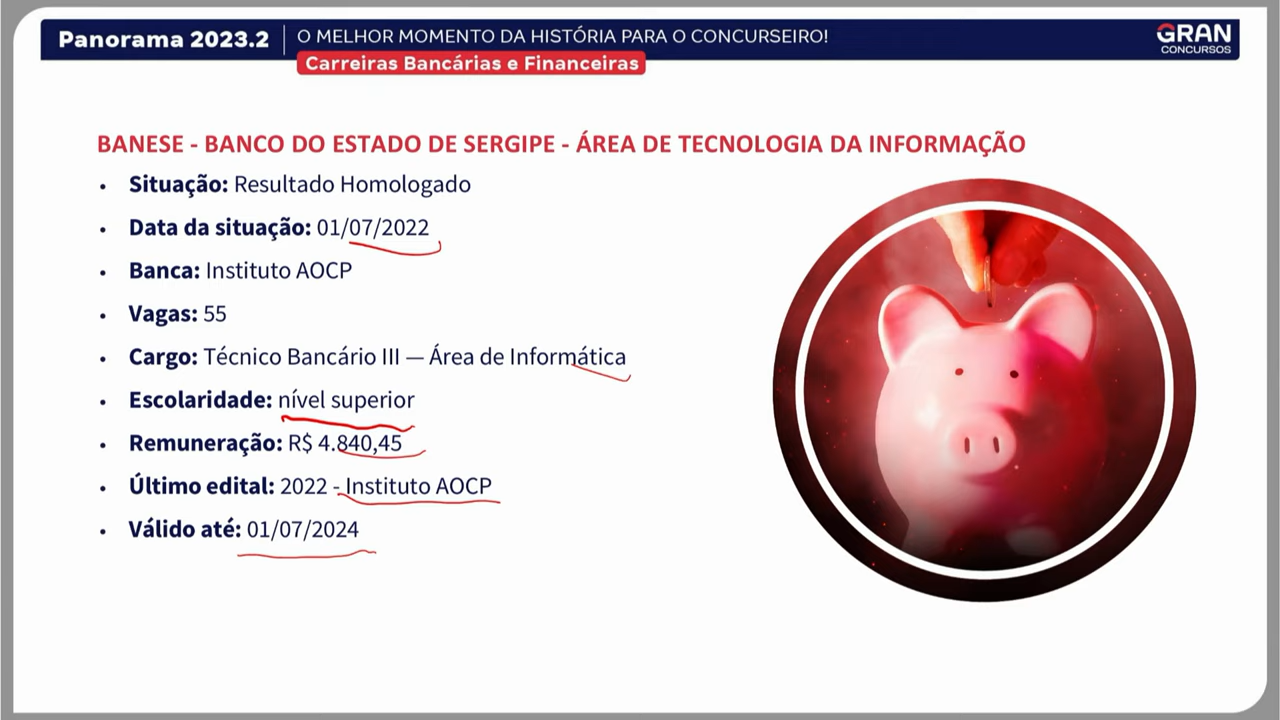 Panorama 2023.2
O MELHOR MOMENTO DA HISTÓRIA PARA O CONCURSEIRO!
Carreiras Bancárias e Financeiras
GRAN
CONCURSOS
BANESE - BANCO DO ESTADO DE SERGIPE - ÁREA DE TECNOLOGIA DA INFORMAÇÃO
• Situação: Resultado Homologado
• Data da situação: 01/07/2022
• Banca: Instituto AOCP
• Vagas: 55
• Cargo: Técnico Bancário III — Área de Informática
• Escolaridade: nível superior
• Remuneração: R$ 4.840,45
• Último edital: 2022 - Instituto AOCP
• Válido até: 01/07/2024